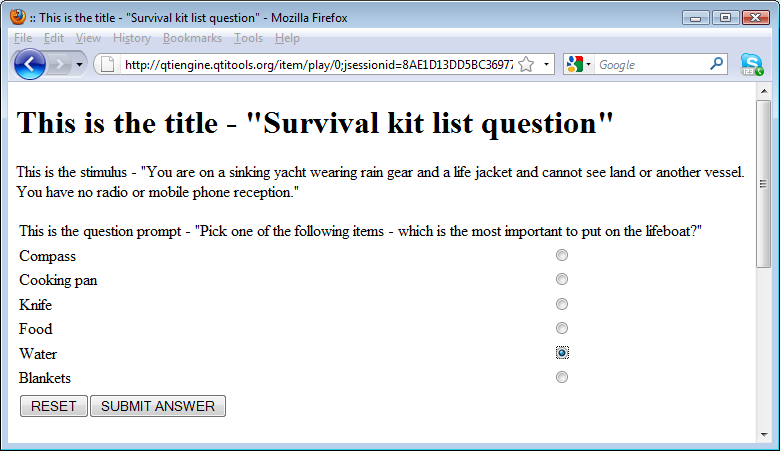 :: This is the title - "Survival kit list question" - Mozilla Firefox
File Edit View History Bookmarks Tools Help
http://qtiengine.qtitools.org/item/play/0;jsessionid=8AE1D13DD5BC36977 Google
This is the title - "Survival kit list question"
This is the stimulus - "You are on a sinking yacht wearing rain gear and a life jacket and cannot see land or another vessel.
You have no radio or mobile phone reception."
This is the question prompt - "Pick one of the following items - which is the most important to put on the lifeboat?"
Compass
Cooking pan
Knife
Food
Water
Blankets
RESET SUBMIT ANSWER